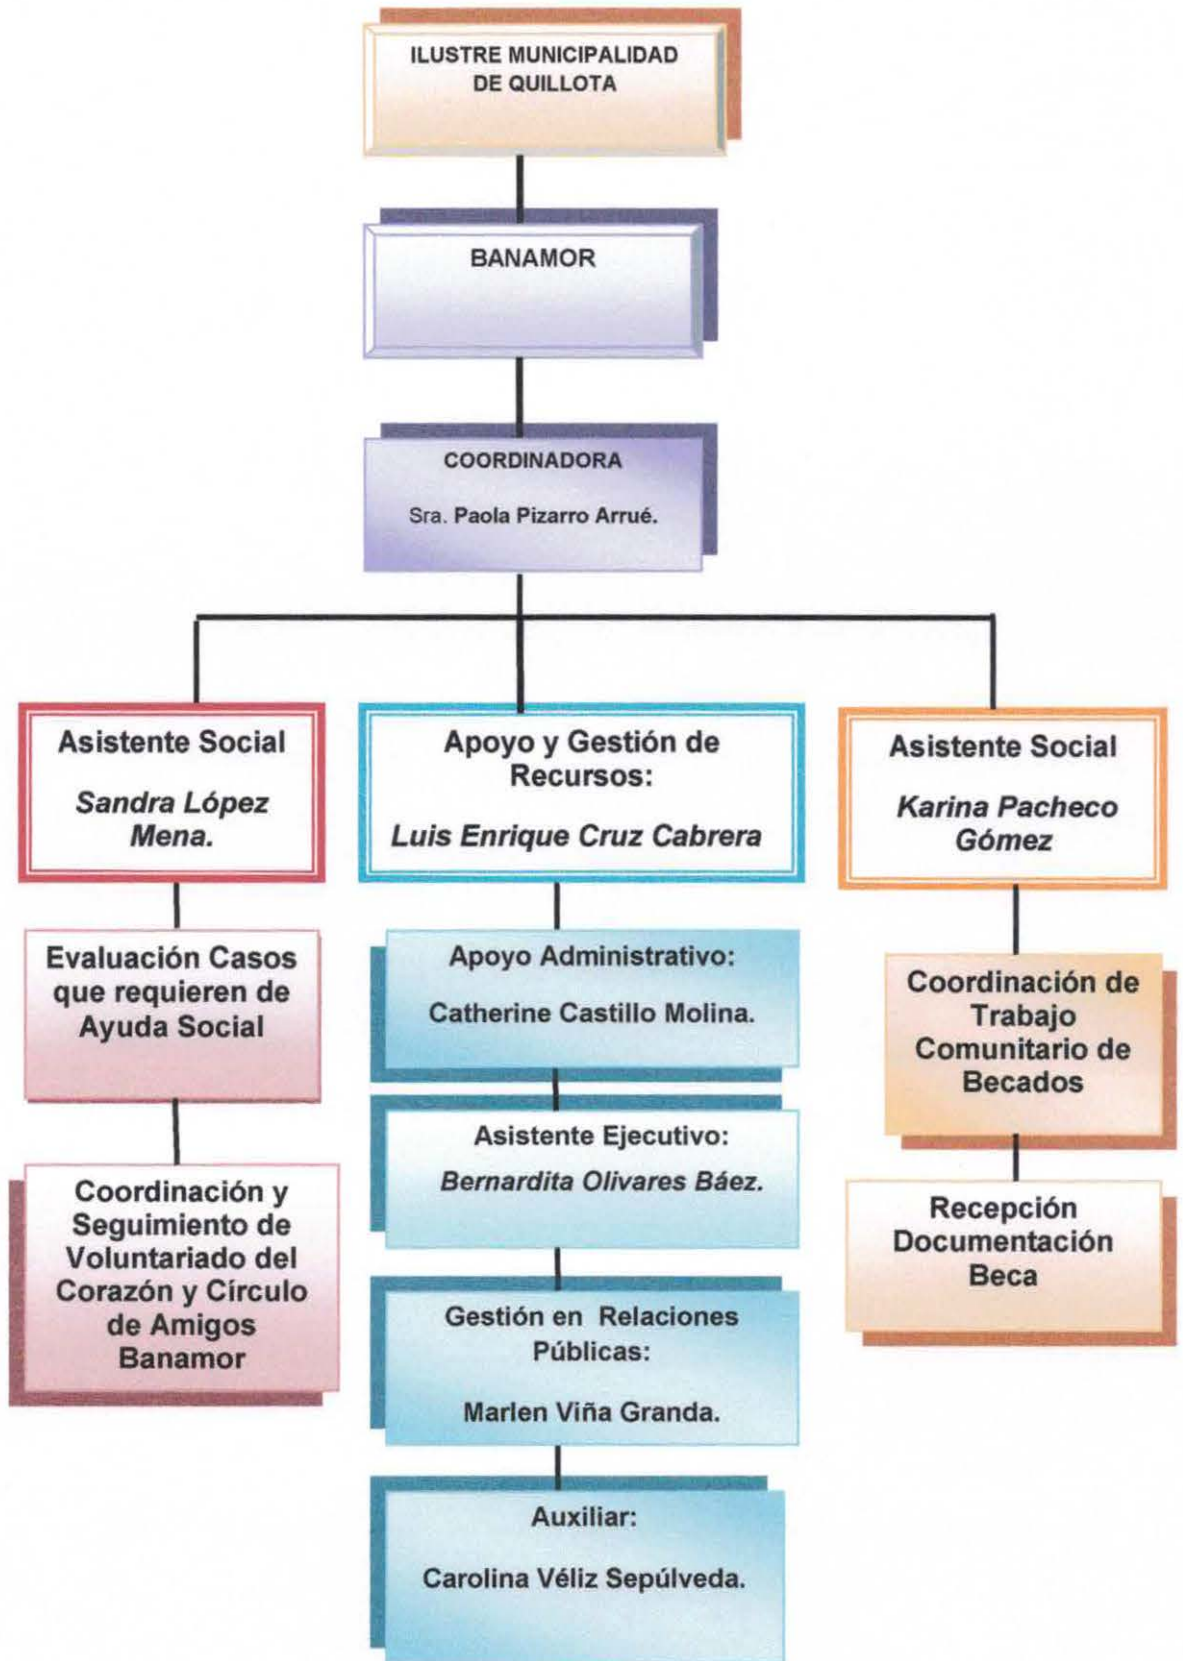 ILUSTRE MUNICIPALIDAD
DE QUILLOTA
BANAMOR
COORDINADORA
Sra. Paola Pizarro Arrué.
Asistente Social
Sandra López
Mena.
Apoyo y Gestión de
Recursos:
Luis Enrique Cruz Cabrera
Asistente Social
Karina Pacheco
Gómez
Evaluación Casos
que requieren de
Ayuda Social
Coordinación y
Seguimiento de
Voluntariado del
Corazón y Círculo
de Amigos
Banamor
Apoyo Administrativo:
Catherine Castillo Molina.
Asistente Ejecutivo:
Bernardita Olivares Báez.
Gestión en Relaciones
Públicas:
Marlen Viña Granda.
Auxiliar:
Carolina Véliz Sepúlveda.
Coordinación de
Trabajo
Comunitario de
Becados
Recepción
Documentación
Beca